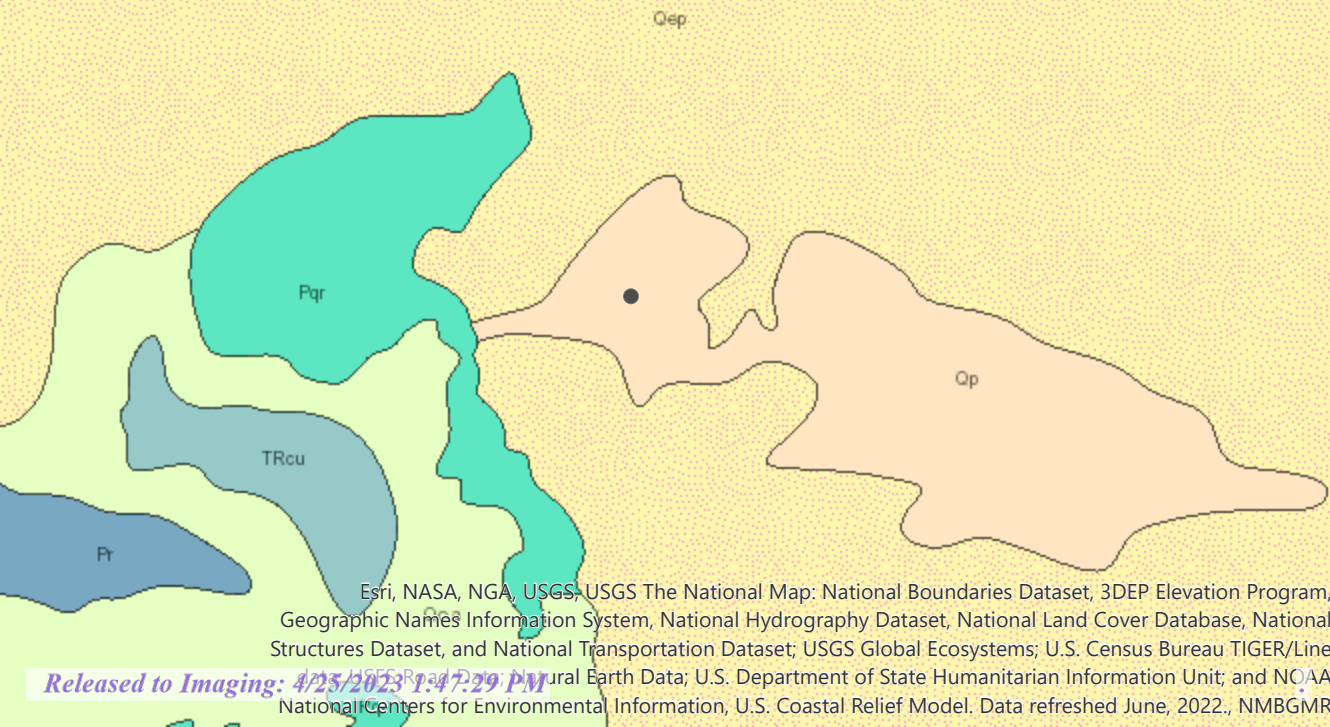 Qep
Pqr
Qp
TRcu
Pr
Esri, NASA, NGA, USGS, USGS The National Map: National Boundaries Dataset, 3DEP Elevation Program,
Geographic Names Information System, National Hydrography Dataset, National Land Cover Database, National
Structures Dataset, and National Transportation Dataset; USGS Global Ecosystems; U.S. Census Bureau TIGER/Line
data; USFS Road Data; Natural Earth Data; U.S. Department of State Humanitarian Information Unit; and NOAA
Released to Imaging: 4/25/2023 1:47:29 PM
National Centers for Environmental Information, U.S. Coastal Relief Model. Data refreshed June, 2022., NMBGMR